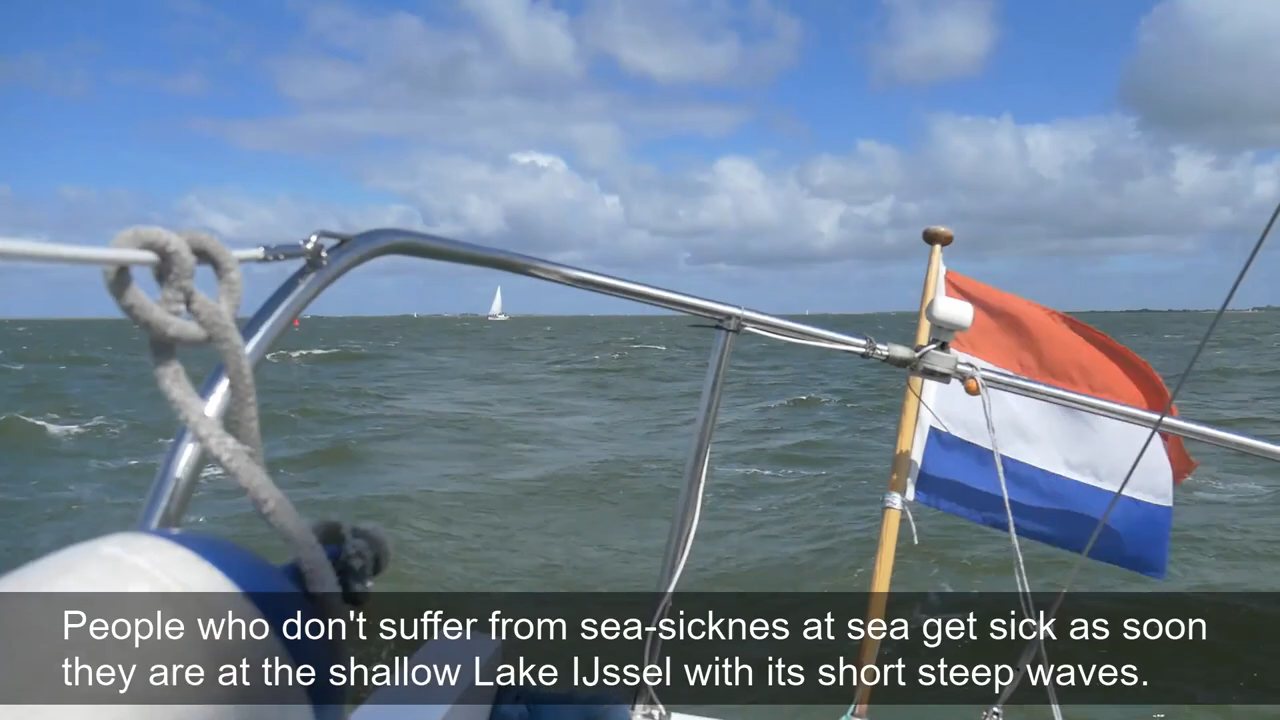 People who don't suffer from sea-sicknes at sea get sick as soon
they are at the shallow Lake IJssel with its short steep waves.